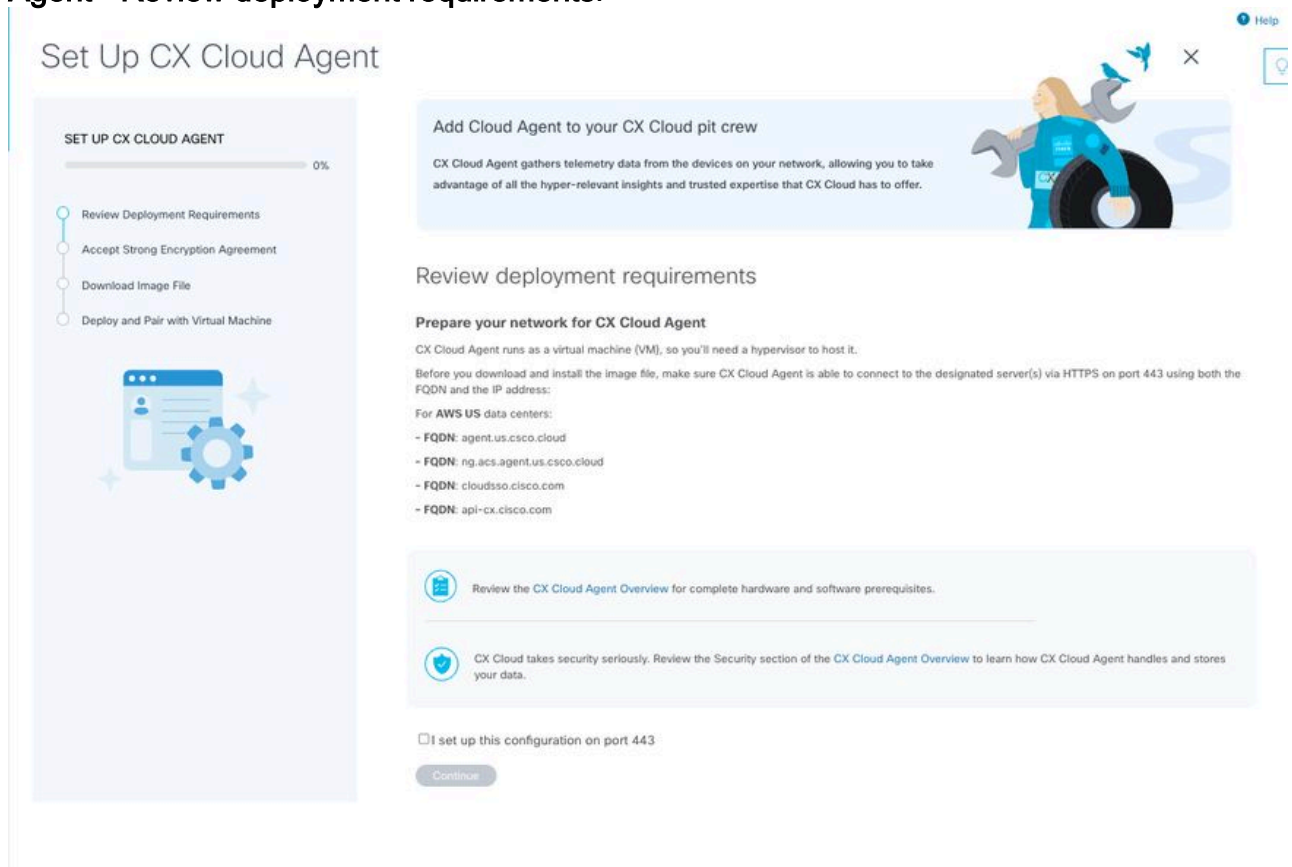 Agent - Review deployment requirements.
Help
Set Up CX Cloud Agent
SET UP CX CLOUD AGENT
0%
Review Deployment Requirements
Accept Strong Encryption Agreement
Download Image File
Deploy and Pair with Virtual Machine
Add Cloud Agent to your CX Cloud pit crew
CX Cloud Agent gathers telemetry data from the devices on your network, allowing you to take
advantage of all the hyper-relevant insights and trusted expertise that CX Cloud has to offer.
CX
Review deployment requirements
Prepare your network for CX Cloud Agent
CX Cloud Agent runs as a virtual machine (VM), so you'll need a hypervisor to host it.
Before you download and install the image file, make sure CX Cloud Agent is able to connect to the designated server(s) via HTTPS on port 443 using both the
FQDN and the IP address:
For AWS US data centers:
- FQDN: agent.us.csco.cloud
- FQDN: ng.acs.agent.us.csco.cloud
- FQDN: cloudsso.cisco.com
- FQDN: api-cx.cisco.com
Review the CX Cloud Agent Overview for complete hardware and software prerequisites.
CX Cloud takes security seriously. Review the Security section of the CX Cloud Agent Overview to learn how CX Cloud Agent handles and stores
your data.
I set up this configuration on port 443
Continue